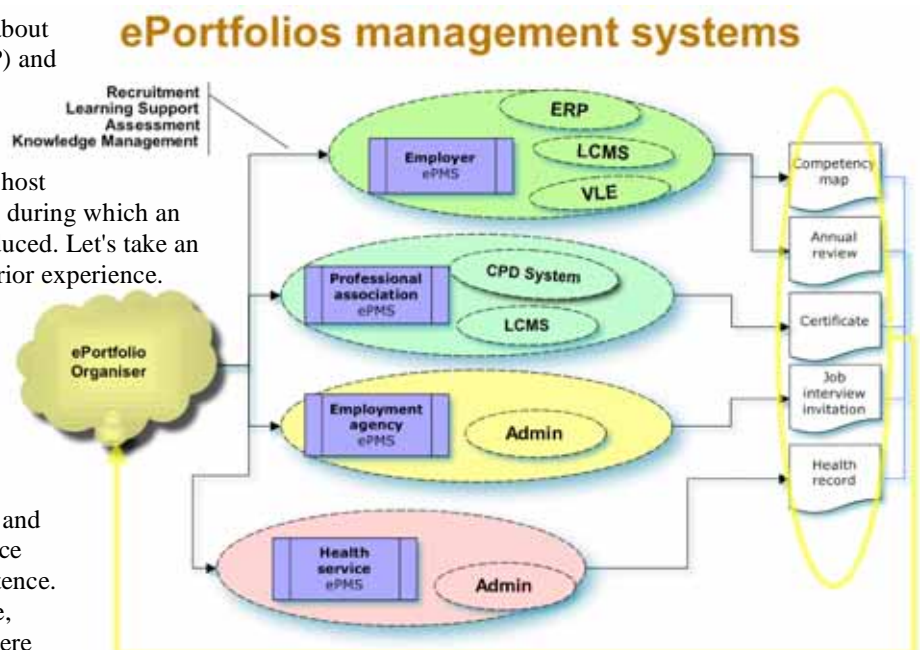 ePortfolios management systems
about
P) and
host
during which an
uced. Let's take an
rior experience.
and
ce
tence.
e,
ere
Recruitment
Learning Support
Assessment
Knowledge Management
ePortfolio
Organiser
Employer
ePMS
ERP
LCMS
VLE
Professional
association
ePMS
CPD System
LCMS
Employment
agency
ePMS
Admin
Health
service
ePMS
Admin
Competency
map
Annual
review
Certificate
Job
interview
invitation
Health
record